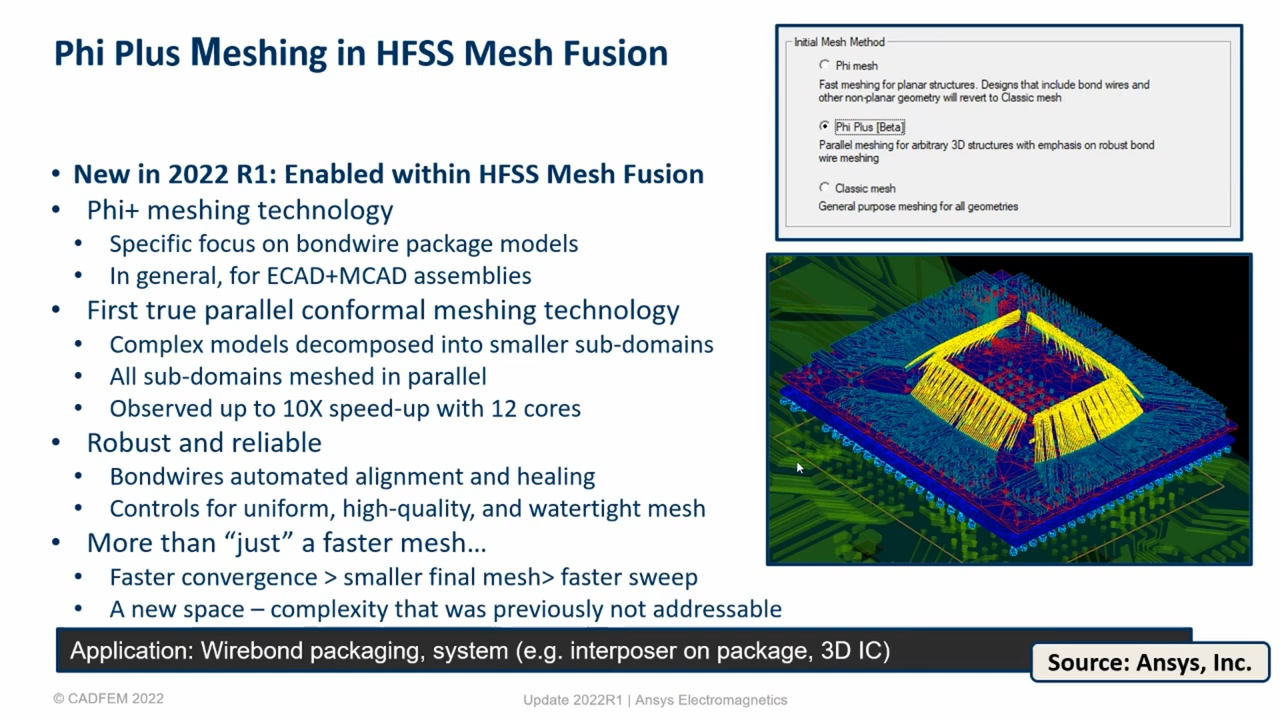 Phi Plus Meshing in HFSS Mesh Fusion
• New in 2022 R1: Enabled within HFSS Mesh Fusion
• Phi+ meshing technology
• Specific focus on bondwire package models
• In general, for ECAD+MCAD assemblies
• First true parallel conformal meshing technology
• Complex models decomposed into smaller sub-domains
• All sub-domains meshed in parallel
• Observed up to 10X speed-up with 12 cores
• Robust and reliable
• Bondwires automated alignment and healing
• Controls for uniform, high-quality, and watertight mesh
• More than “just” a faster mesh…
• Faster convergence > smaller final mesh> faster sweep
• A new space – complexity that was previously not addressable
Initial Mesh Method
Phi mesh
Fast meshing for planar structures. Designs that include bond wires and
other non-planar geometry will revert to Classic mesh
Phi Plus [Beta]
Parallel meshing for arbitrary 3D structures with emphasis on robust bond
wire meshing
Classic mesh
General purpose meshing for all geometries
Application: Wirebond packaging, system (e.g. interposer on package, 3D IC)
Source: Ansys, Inc.
© CADFEM 2022
Update 2022R1 | Ansys Electromagnetics